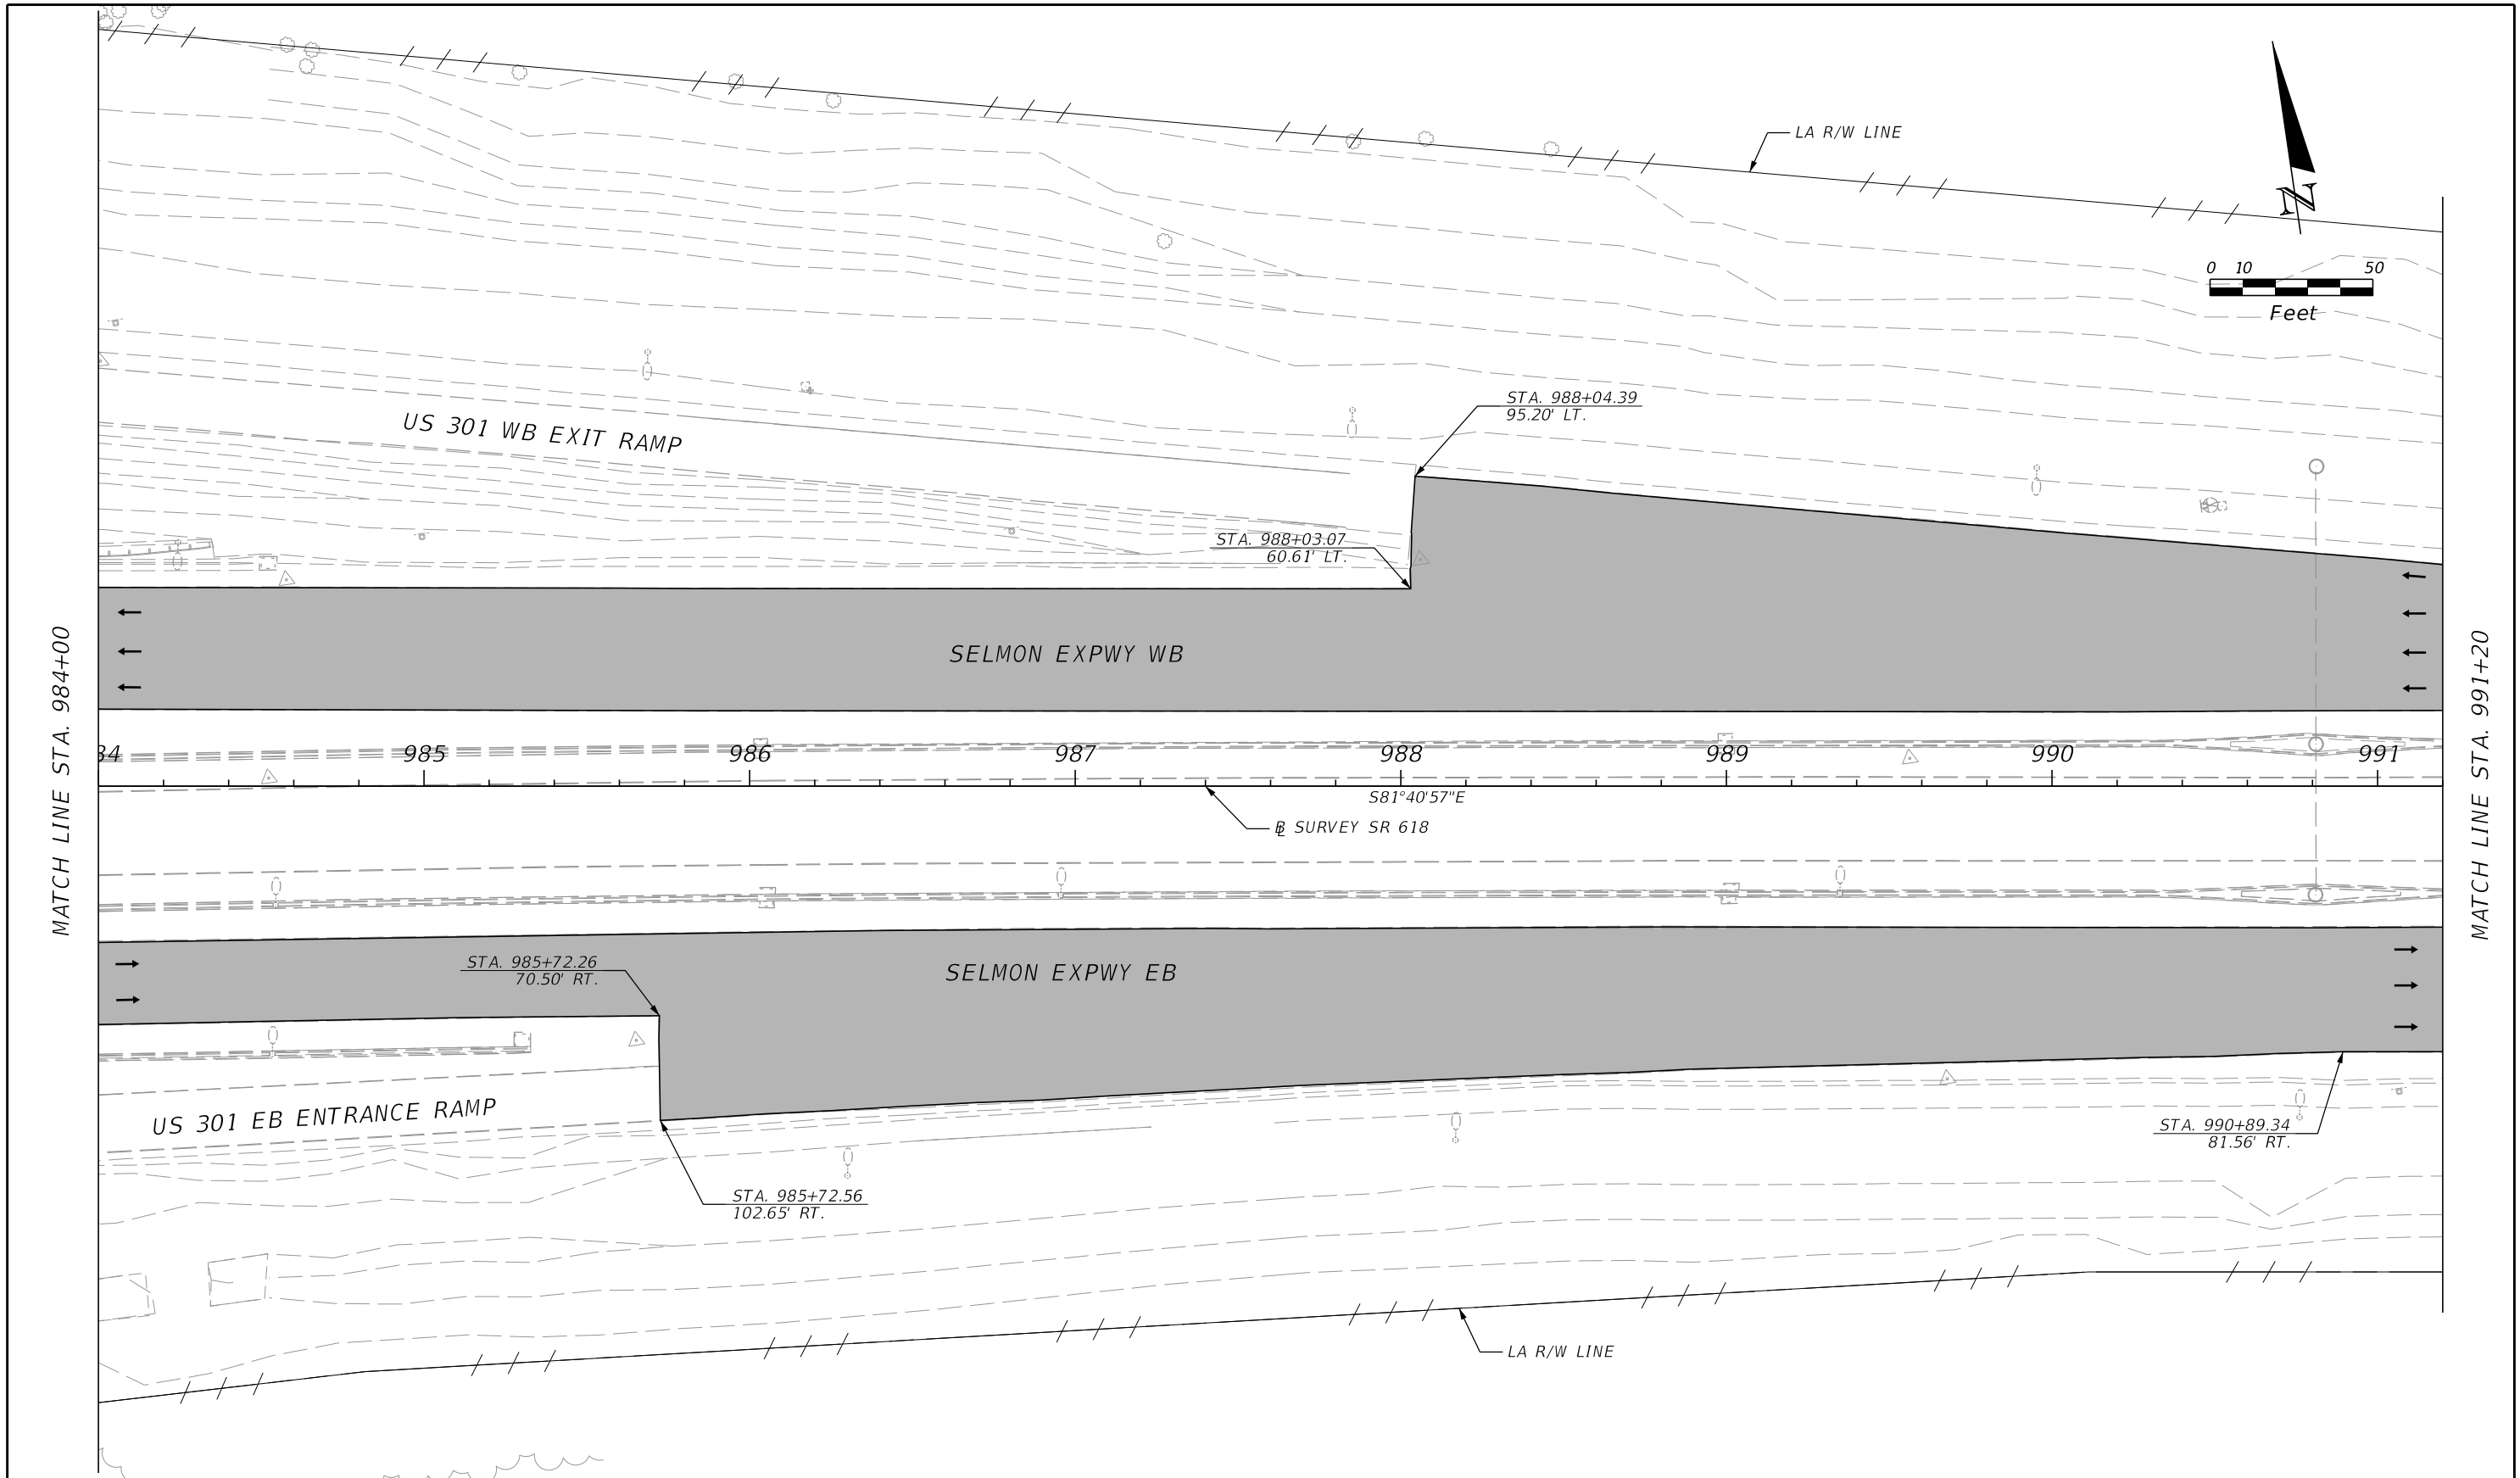 LA R/W LINE
N
0 10 50
Feet
STA. 988+04.39
95.20' LT.
US 301 WB EXIT RAMP
STA. 988+03.07
60.61' LT.
SELMON EXPWY WB
MATCH LINE STA. 984+00
MATCH LINE STA. 991+20
34 985 986 987 988 989 990 991
S81°40'57"E
BL SURVEY SR 618
STA. 985+72.26
70.50' RT.
SELMON EXPWY EB
US 301 EB ENTRANCE RAMP
STA. 990+89.34
81.56' RT.
STA. 985+72.56
102.65' RT.
LA R/W LINE